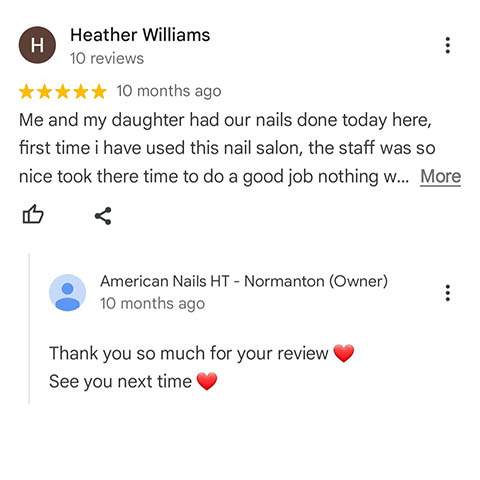 H
Heather Williams
10 reviews
10 months ago
Me and my daughter had our nails done today here,
first time i have used this nail salon, the staff was so
nice took there time to do a good job nothing w... More
American Nails HT - Normanton (Owner)
10 months ago
Thank you so much for your review ❤️
See you next time ❤️